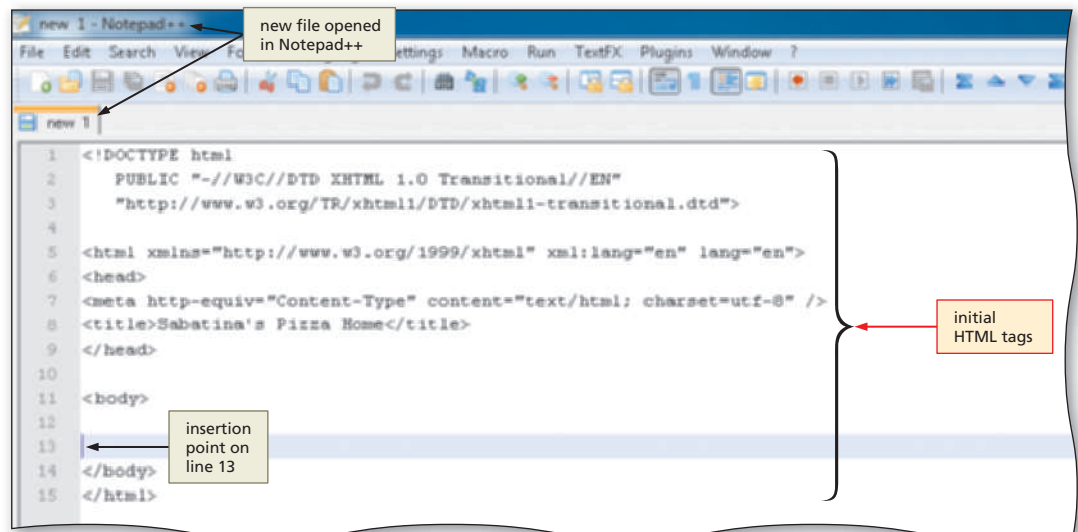 new 1 - Notepad++
new file opened
in Notepad++
File Edit Search View Fo ettings Macro Run TextFX Plugins Window ?
new 1
1 <!DOCTYPE html
2 PUBLIC "-//W3C//DTD XHTML 1.0 Transitional//EN"
3 "http://www.w3.org/TR/xhtml1/DTD/xhtml1-transitional.dtd">
4
5 <html xmlns="http://www.w3.org/1999/xhtml" xml:lang="en" lang="en">
6 <head>
7 <meta http-equiv="Content-Type" content="text/html; charset=utf-8" />
8 <title>Sabatina's Pizza Home</title>
9 </head>
10
11 <body>
12
13
14 </body>
15 </html>
initial
HTML tags
insertion
point on
line 13